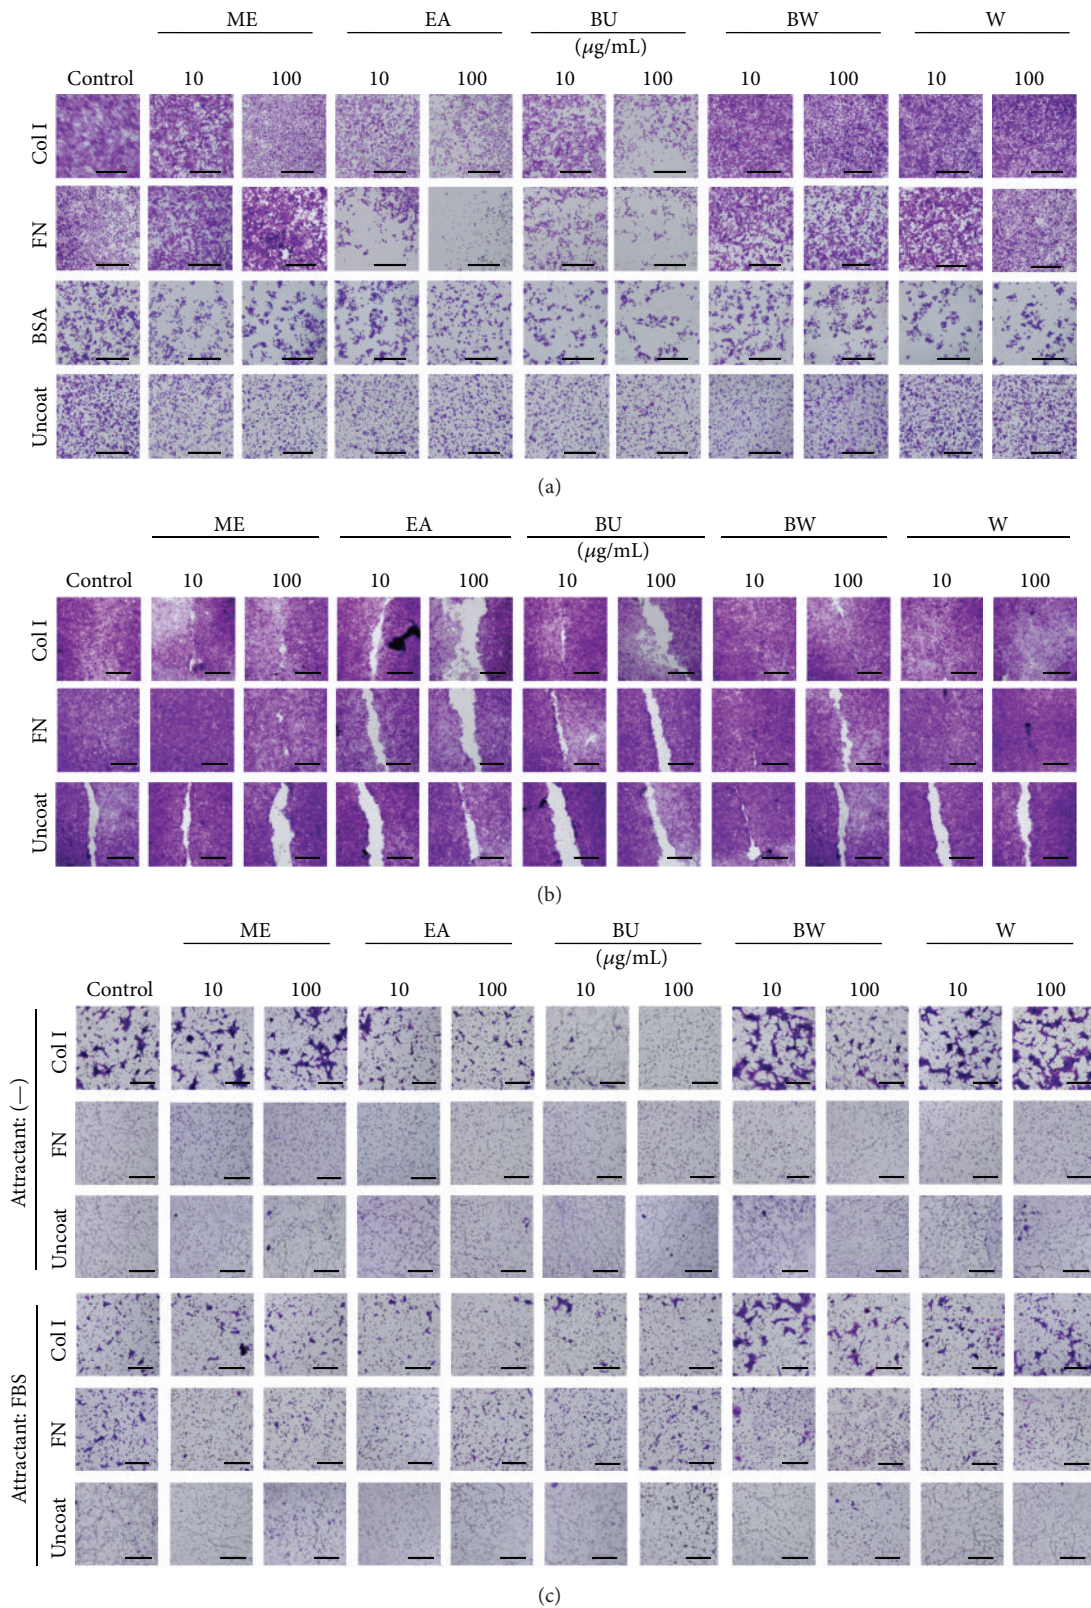 ME EA BU BW W
(μg/mL)
Control 10 100 10 100 10 100 10 100 10 100
Col I
FN
BSA
Uncoat
(a)
ME EA BU BW W
(μg/mL)
Control 10 100 10 100 10 100 10 100 10 100
Col I
FN
Uncoat
(b)
ME EA BU BW W
(μg/mL)
Control 10 100 10 100 10 100 10 100 10 100
Attractant: (—)
Col I
FN
Uncoat
Attractant: FBS
Col I
FN
Uncoat
(c)